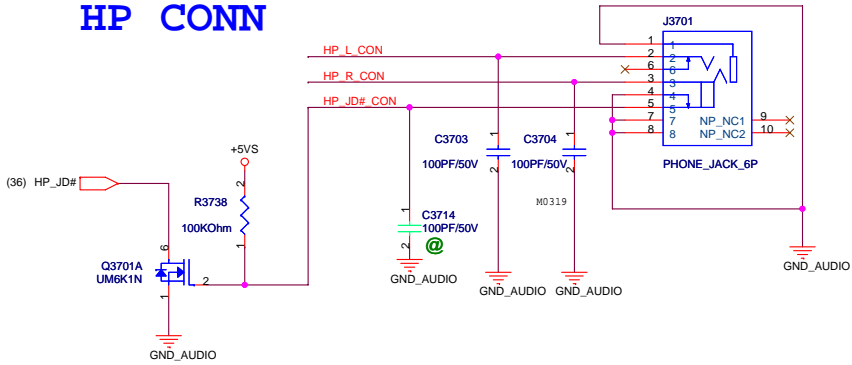 HP CONN
J3701
1 1
HP_L_CON 2 2
6 6
HP_R_CON 3 3
4 4
HP_JD#_CON 5 5
7 7 NP_NC1 9
8 8 NP_NC2 10
PHONE_JACK_6P
1 C3703 1 C3704
100PF/50V 100PF/50V
2 2
M0319
+5VS
(36) HP_JD#
2
R3738
100KOhm
1
1
C3714
100PF/50V
2 @
6
Q3701A
UM6K1N
2
1
GND_AUDIO
GND_AUDIO
GND_AUDIO
GND_AUDIO
GND_AUDIO